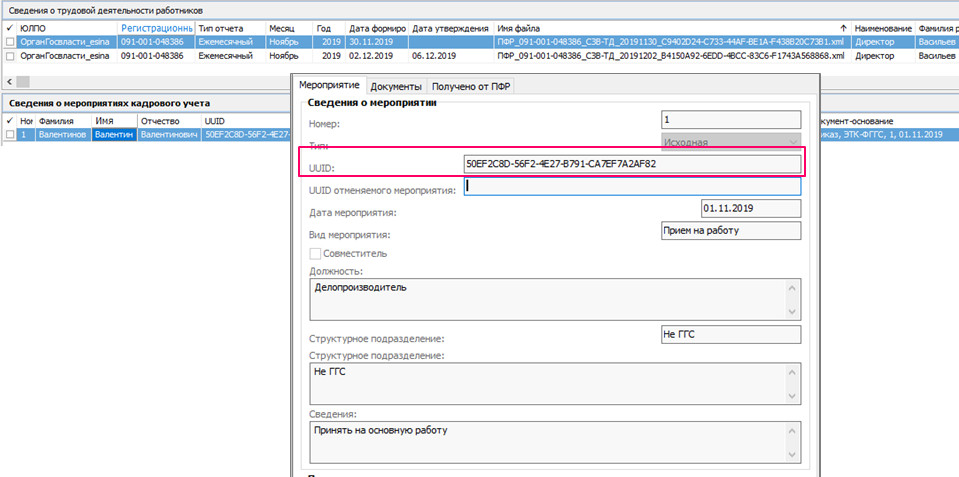 Сведения о трудовой деятельности работников
✓ ЮЛПО Регистрационнь Тип отчета Месяц Год Дата формиро Дата утверждения Имя файла Наименование Фамилия р
ОрганГосвласти_esina 091-001-048386 Ежемесячный Ноябрь 2019 30.11.2019 ПФР_091-001-048386_СЗВ-ТД_20191130_C9402D24-C733-44AF-BE1A-F438B20C73B1.xml Директор Васильев
ОрганГосвласти_esina 091-001-048386 Ежемесячный Ноябрь 2019 02.12.2019 06.12.2019 ПФР_091-001-048386_СЗВ-ТД_20191202_B4150A92-6EDD-4BCC-83C6-F1743A568868.xml Директор Васильев
Сведения о мероприятиях кадрового учета
✓ Ног Фамилия Имя Отчество UUID
1 Валентинов Валентин Валентинович 50EF2C8D-56F2-4E27-
кумент-основание
иказ, ЭТК-ФГГС, 1, 01.11.2019
Мероприятие Документы Получено от ПФР
Сведения о мероприятии
Номер: 1
Тип: Исходная
UUID: 50EF2C8D-56F2-4E27-B791-CA7EF7A2AF82
UUID отменяемого мероприятия:
Дата мероприятия: 01.11.2019
Вид мероприятия: Прием на работу
Совместитель
Должность:
Делопроизводитель
Структурное подразделение: Не ГГС
Структурное подразделение:
Не ГГС
Сведения:
Принять на основную работу